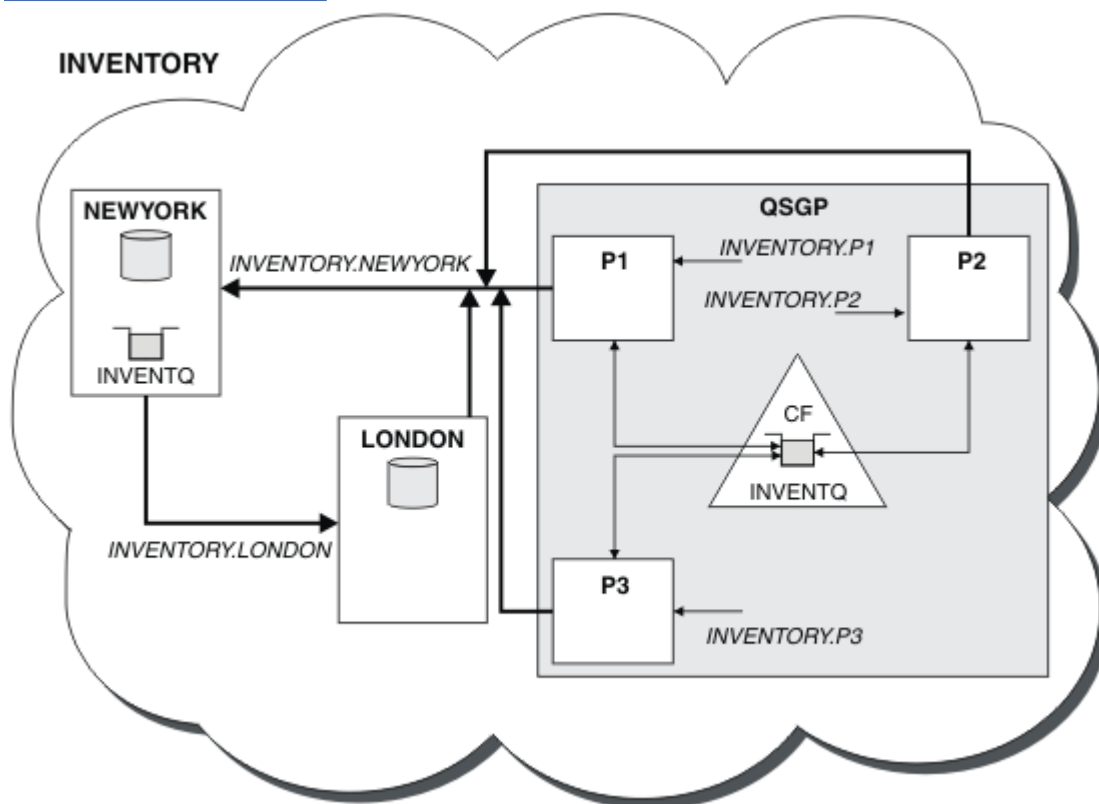 INVENTORY
NEWYORK
INVENTQ
INVENTORY.NEWYORK
INVENTORY.LONDON
LONDON
QSGP
P1
INVENTORY.P1
P2
INVENTORY.P2
CF
INVENTQ
P3
INVENTORY.P3